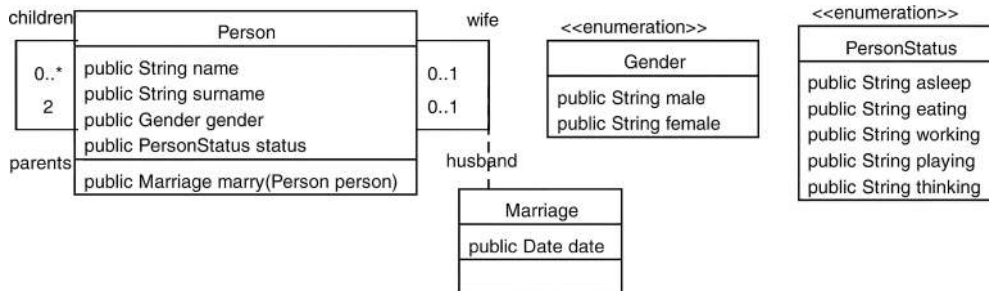 children
Person
wife
0..*
public String name
0..1
public String surname
2
public Gender gender
0..1
public PersonStatus status
parents
husband
public Marriage marry(Person person)
Marriage
public Date date
<<enumeration>>
Gender
public String male
public String female
<<enumeration>>
PersonStatus
public String asleep
public String eating
public String working
public String playing
public String thinking